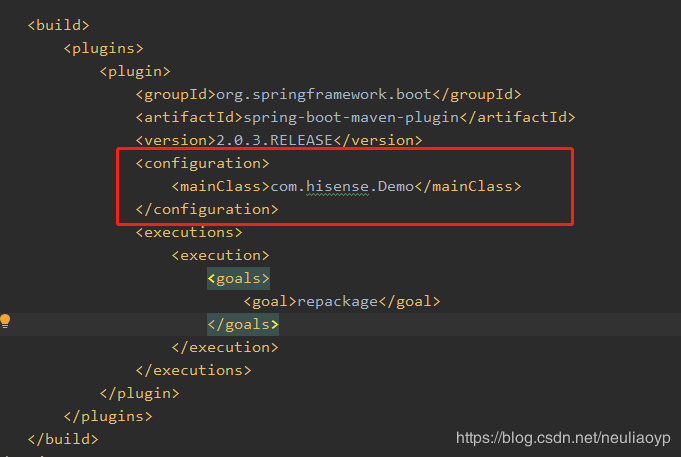 <build>
<plugins>
<plugin>
<groupId>org.springframework.boot</groupId>
<artifactId>spring-boot-maven-plugin</artifactId>
<version>2.0.3.RELEASE</version>
<configuration>
<mainClass>com.hisense.Demo</mainClass>
</configuration>
<executions>
<execution>
<goals>
<goal>repackage</goal>
</goals>
</execution>
</executions>
</plugin>
</plugins>
</build>
https://blog.csdn.net/neuliaoyp